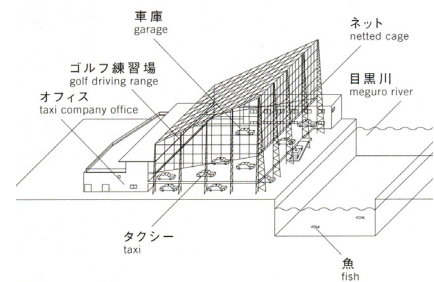 車庫
garage
ネット
netted cage
ゴルフ練習場
golf driving range
目黒川
meguro river
オフィス
taxi company office
タクシー
taxi
魚
fish